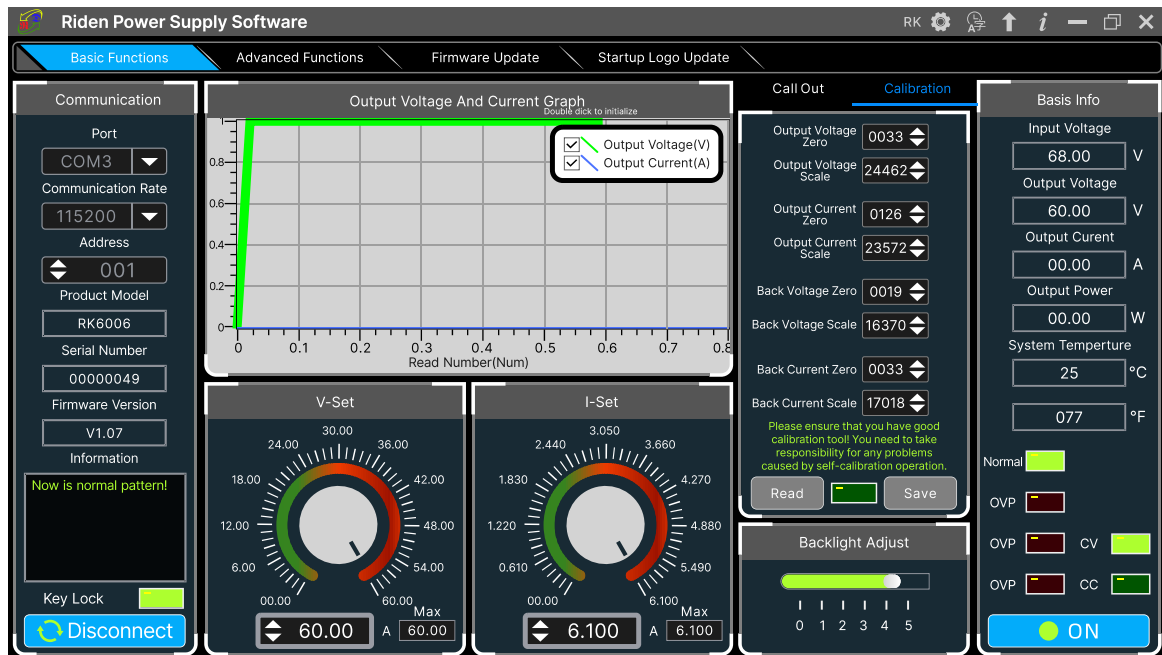 Riden Power Supply Software
RK
Basic Functions
Advanced Functions
Firmware Update
Startup Logo Update
Communication
Port
COM3
Communication Rate
115200
Address
001
Product Model
RK6006
Serial Number
00000049
Firmware Version
V1.07
Information
Now is normal pattern!
Key Lock
Disconnect
Output Voltage And Current Graph
Double dick to initialize
Output Voltage(V)
Output Current(A)
1
0.8
0.6
0.4
0.2
0
0 0.1 0.2 0.3 0.4 0.5 0.6 0.7 0.8
Read Number(Num)
V-Set
30.00
24.00 36.00
18.00 42.00
12.00 48.00
6.00 54.00
00.00 60.00
Max
60.00 A 60.00
I-Set
3.050
2.440 3.660
1.830 4.270
1.220 4.880
0.610 5.490
00.00 6.100
Max
6.100 A 6.100
Call Out
Calibration
Output Voltage
Zero
0033
Output Voltage
Scale
24462
Output Current
Zero
0126
Output Current
Scale
23572
Back Voltage Zero 0019
Back Voltage Scale 16370
Back Current Zero 0033
Back Current Scale 17018
Please ensure that you have good
calibration tool! You need to take
responsibility for any problems
caused by self-calibration operation.
Read
Save
Backlight Adjust
0 1 2 3 4 5
Basis Info
Input Voltage
68.00 V
Output Voltage
60.00 V
Output Curent
00.00 A
Output Power
00.00 W
System Temperture
25 °C
077 °F
Normal
OVP
OVP CV
OVP CC
ON